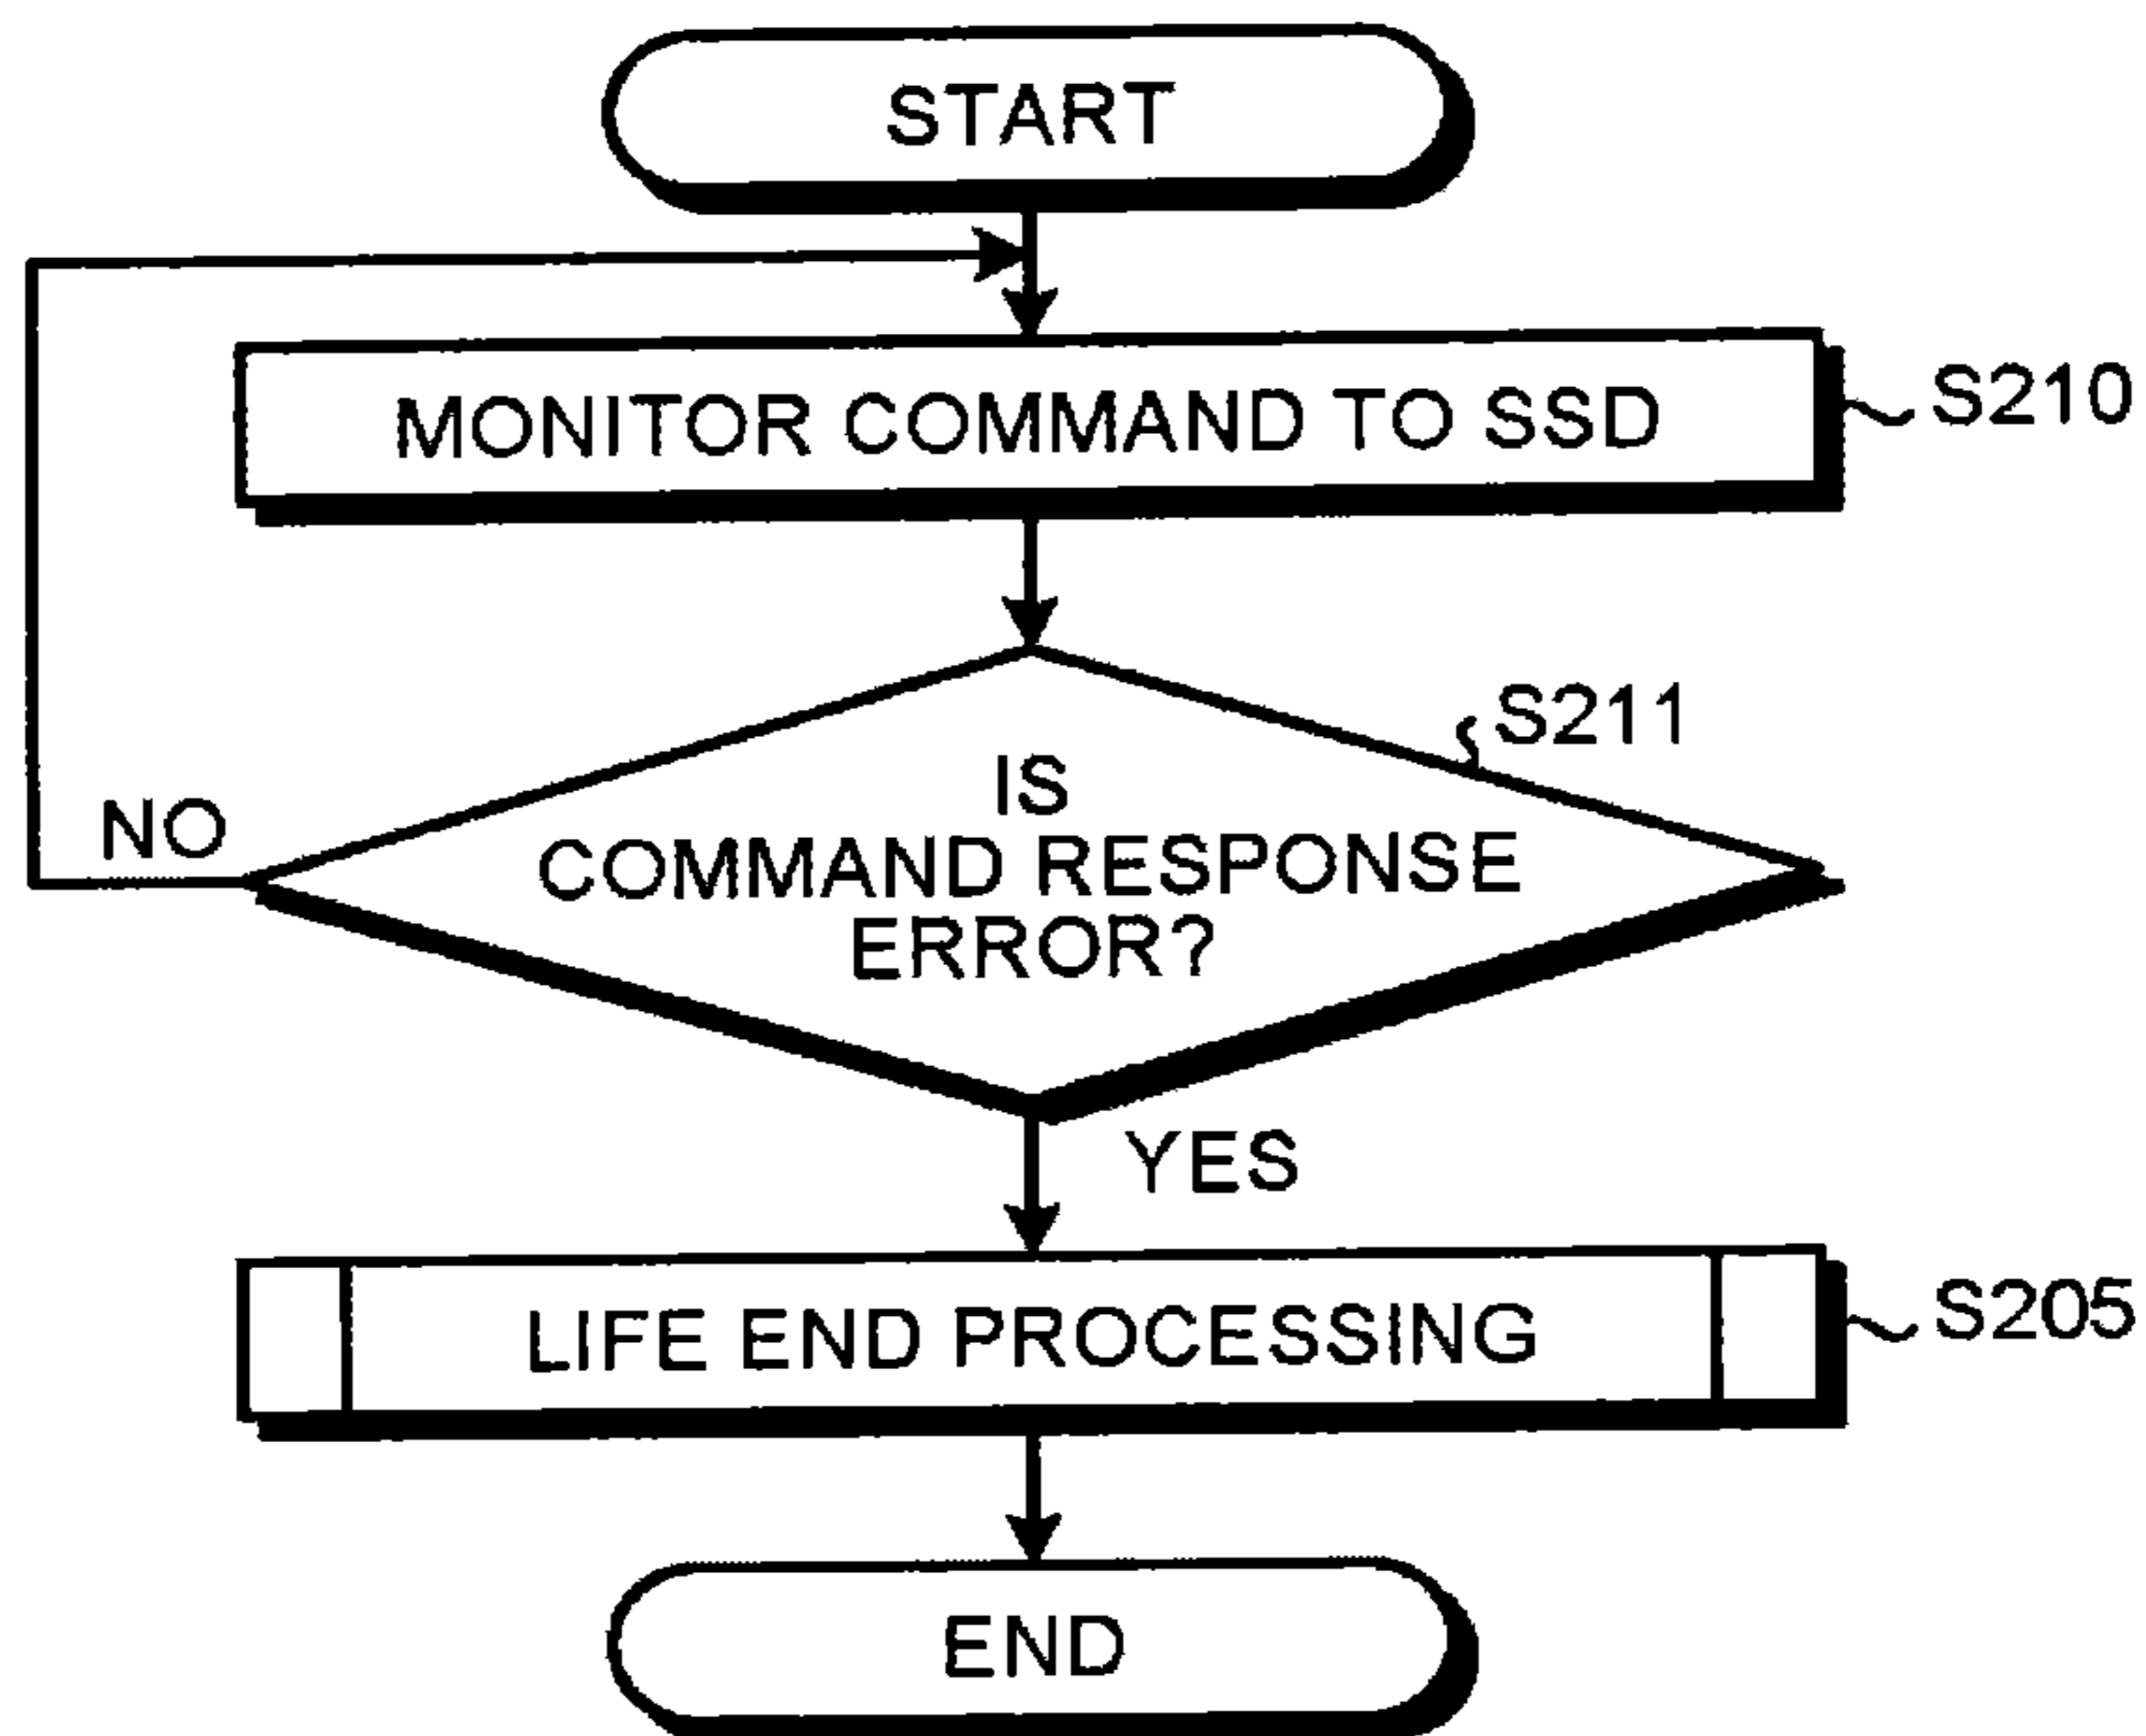 START
MONITOR COMMAND TO SSD
S210
S211
IS
COMMAND RESPONSE
ERROR?
NO
YES
LIFE END PROCESSING
S205
END